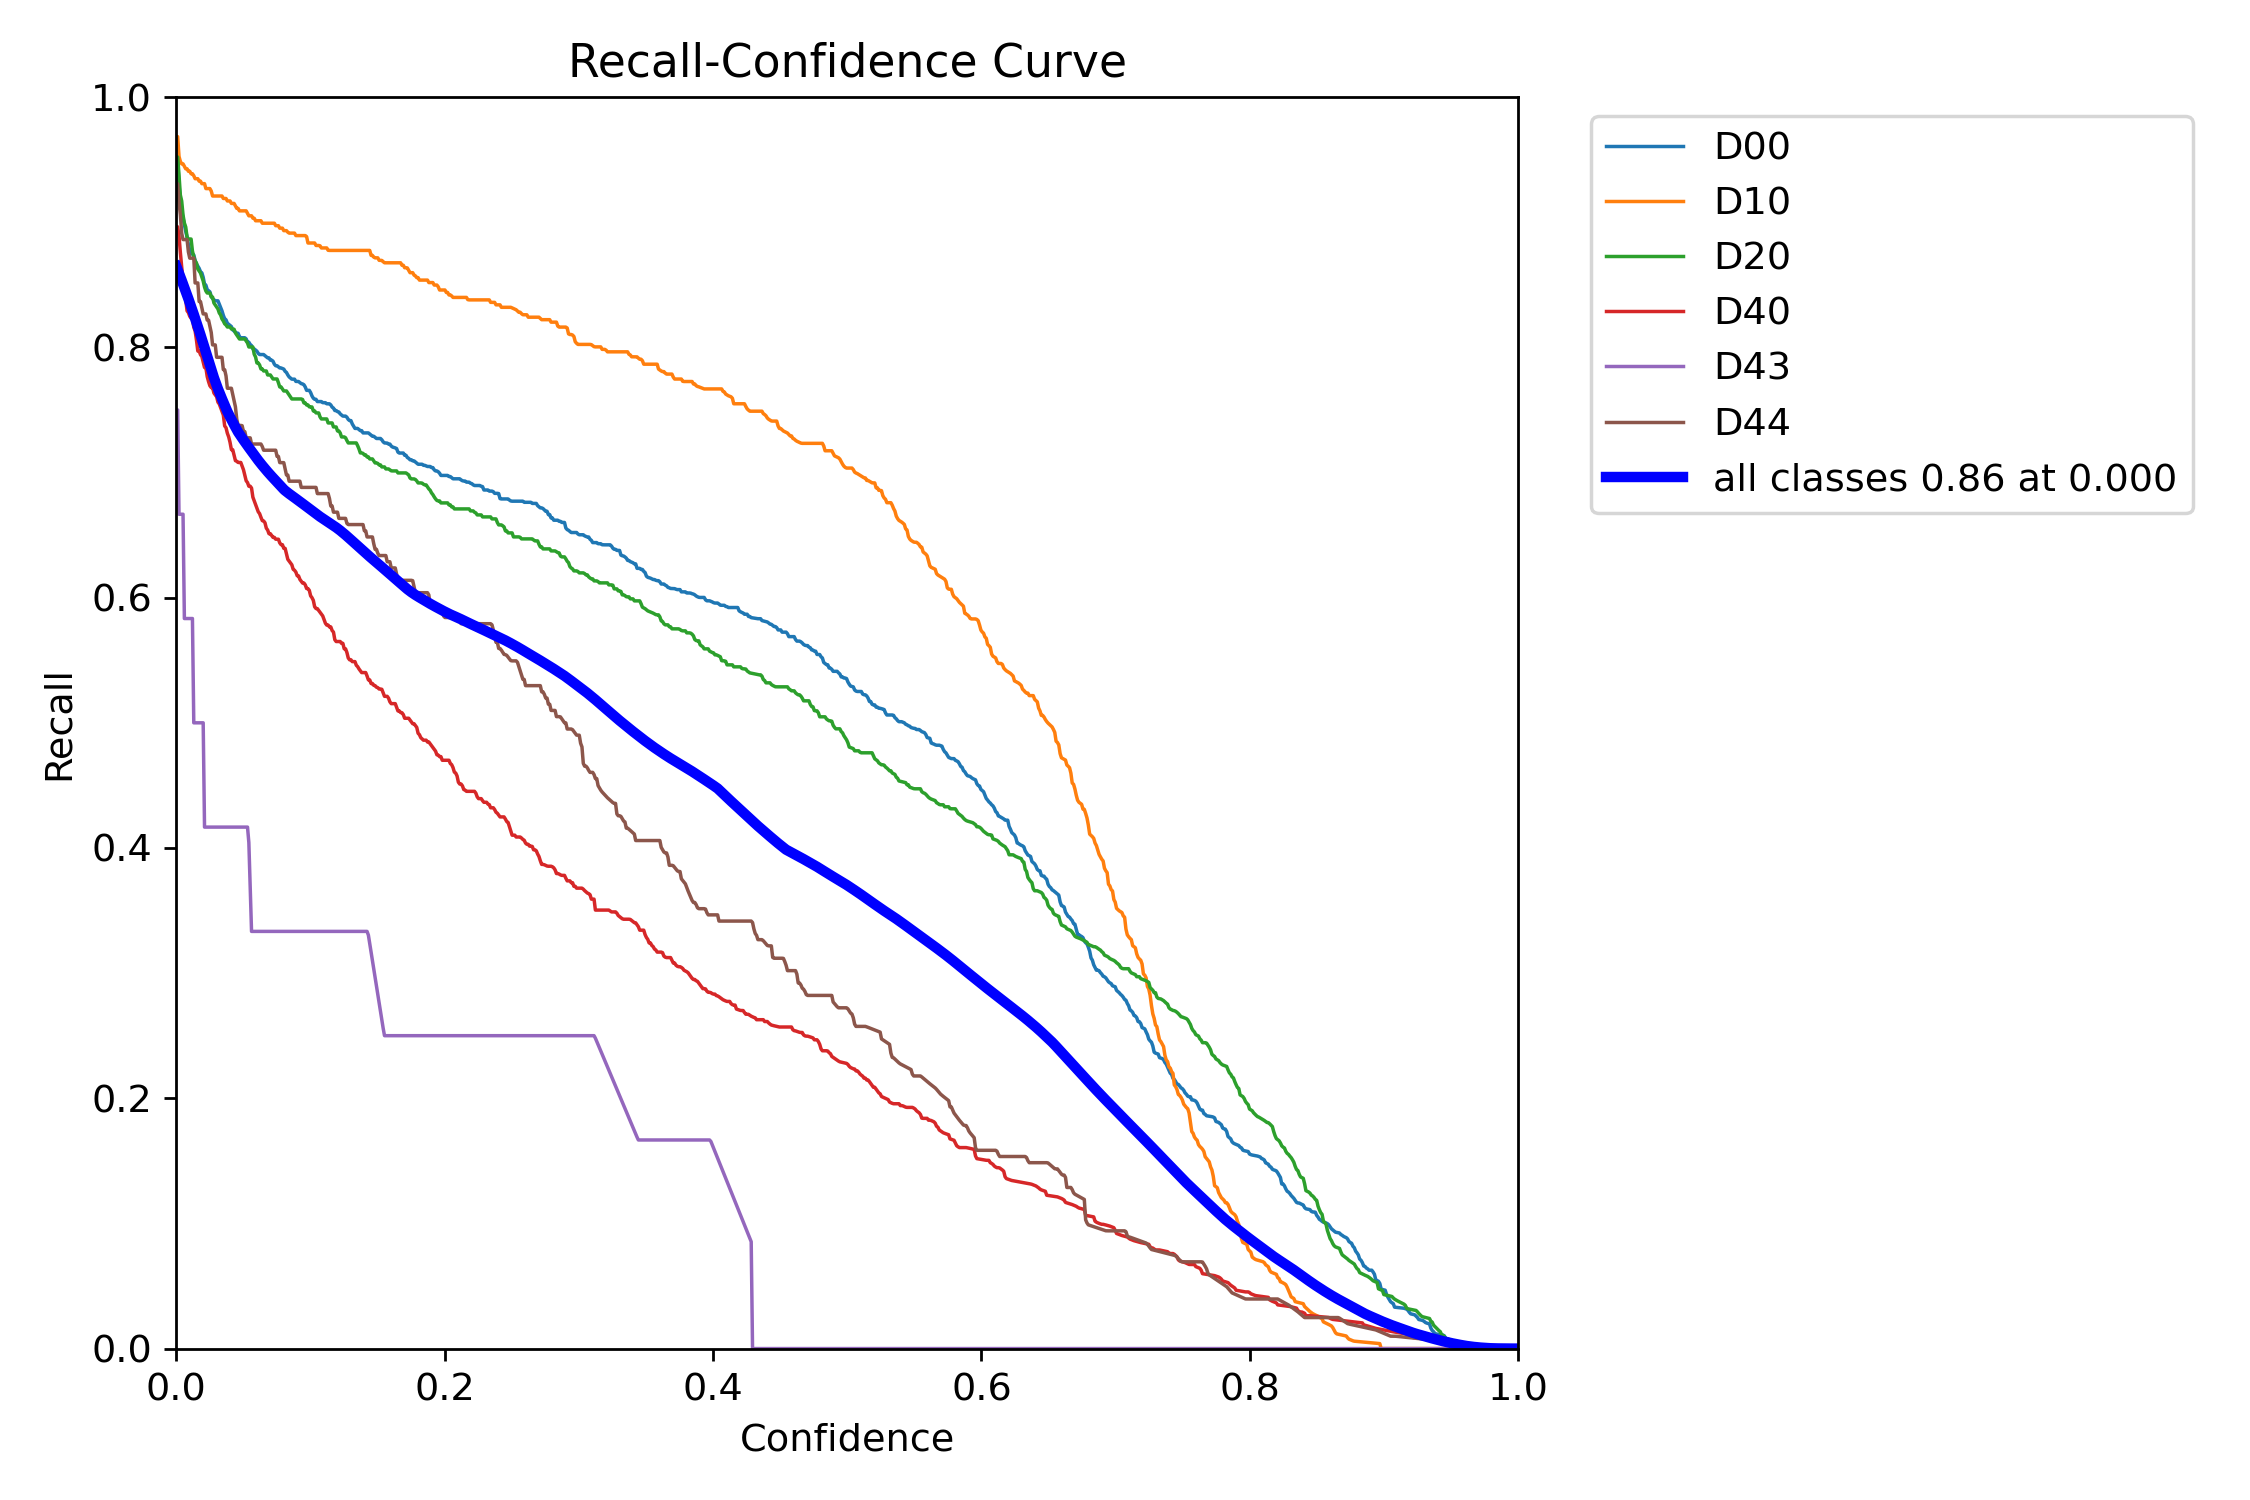 Recall-Confidence Curve
1.0
0.8
0.6
0.4
0.2
0.0
Recall
0.0 0.2 0.4 0.6 0.8 1.0
Confidence
D00
D10
D20
D40
D43
D44
all classes 0.86 at 0.000